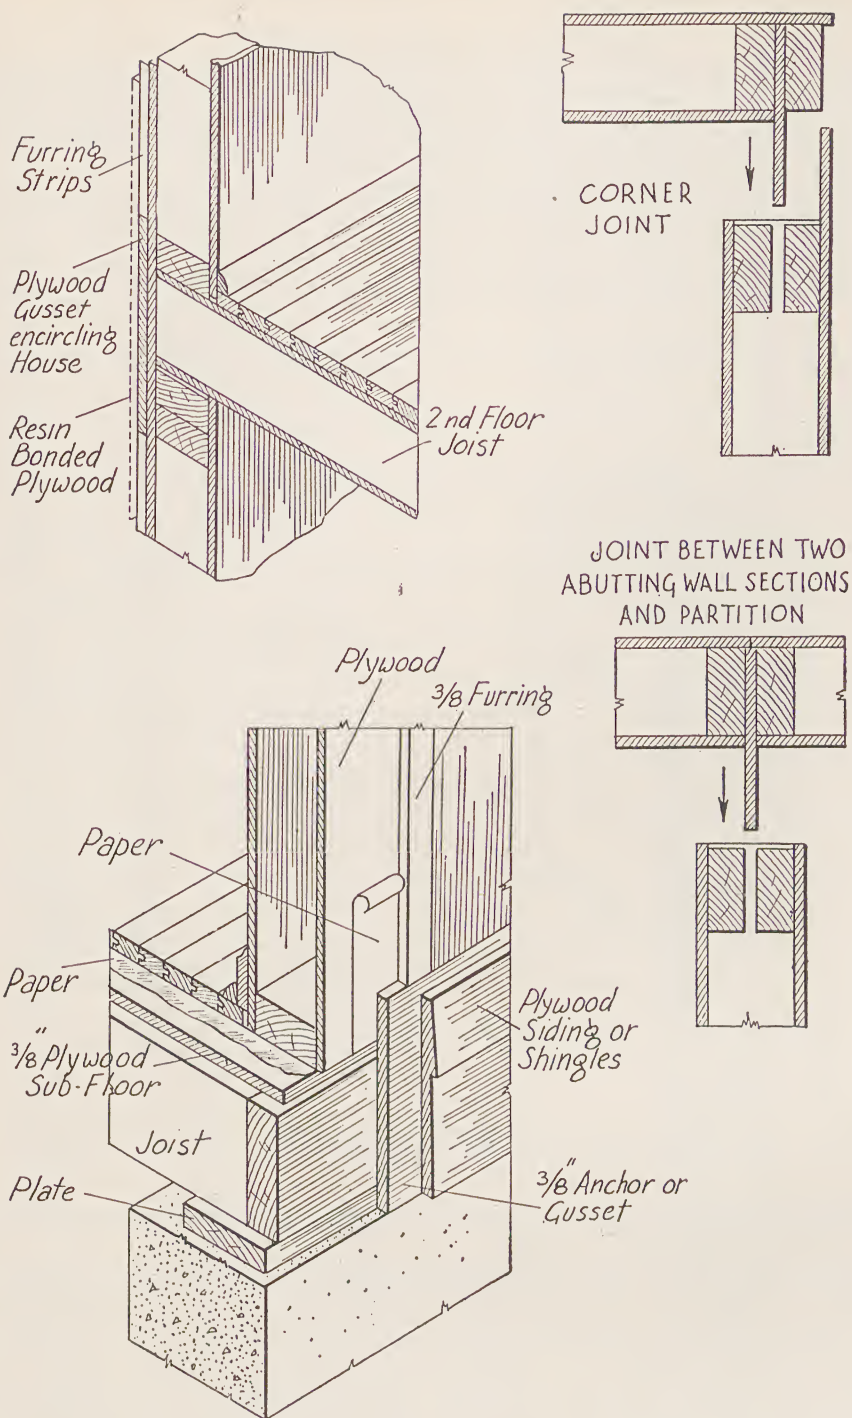 Furring
Strips
Plywood
Gusset
encircling
House
Resin
Bonded
Plywood
2nd Floor
Joist
CORNER
JOINT
JOINT BETWEEN TWO
ABUTTING WALL SECTIONS
AND PARTITION
Plywood
3/8 Furring
Paper
Paper
3/8" Plywood
Sub-Floor
Joist
Plate
Plywood
Siding or
Shingles
3/8" Anchor or
Gusset